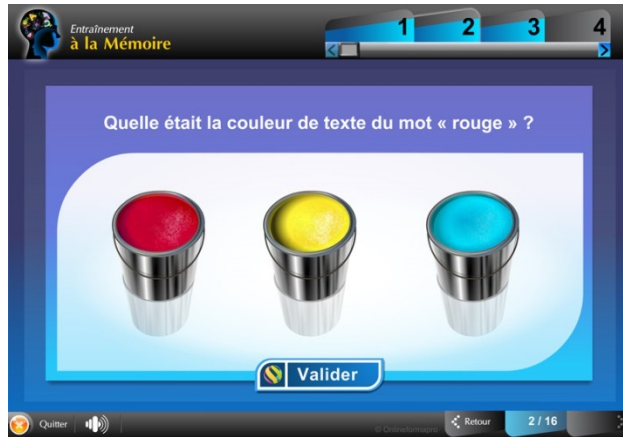 Entraînement
à la Mémoire
1 2 3 4
Quelle était la couleur de texte du mot « rouge » ?
Valider
Quitter
© Onlineformapro
Retour
2 / 16